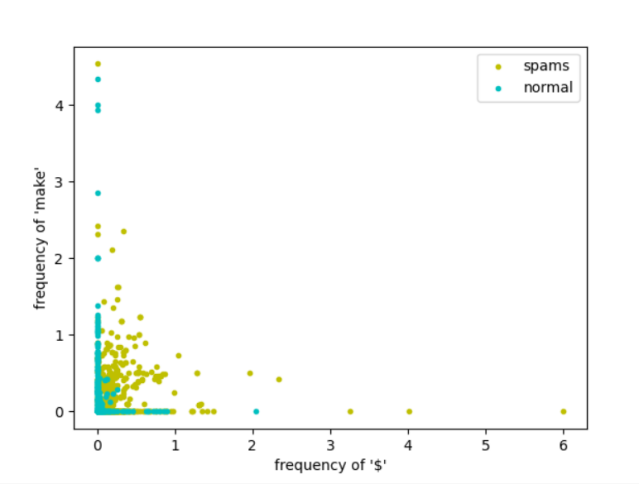 spams
normal
4
3
2
1
0
frequency of 'make'
0 1 2 3 4 5 6
frequency of '$'